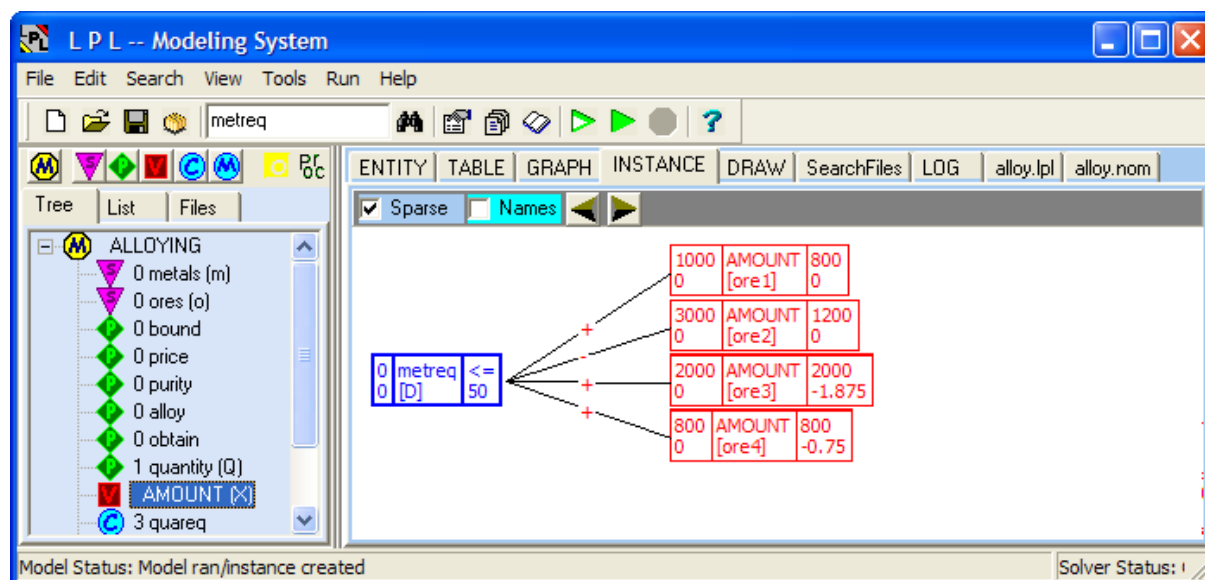 L P L -- Modeling System
File Edit Search View Tools Run Help
metreq
Proc
ENTITY TABLE GRAPH INSTANCE DRAW SearchFiles LOG alloy.lpl alloy.nom
Tree List Files
Sparse Names
ALLOYING
0 metals (m)
0 ores (o)
0 bound
0 price
0 purity
0 alloy
0 obtain
1 quantity (Q)
AMOUNT (X)
3 quareq
0 metreq <=
0 [D] 50
+
-
+
+
1000 AMOUNT 800
0 [ore1] 0
3000 AMOUNT 1200
0 [ore2] 0
2000 AMOUNT 2000
0 [ore3] -1.875
800 AMOUNT 800
0 [ore4] -0.75
Model Status: Model ran/instance created
Solver Status: